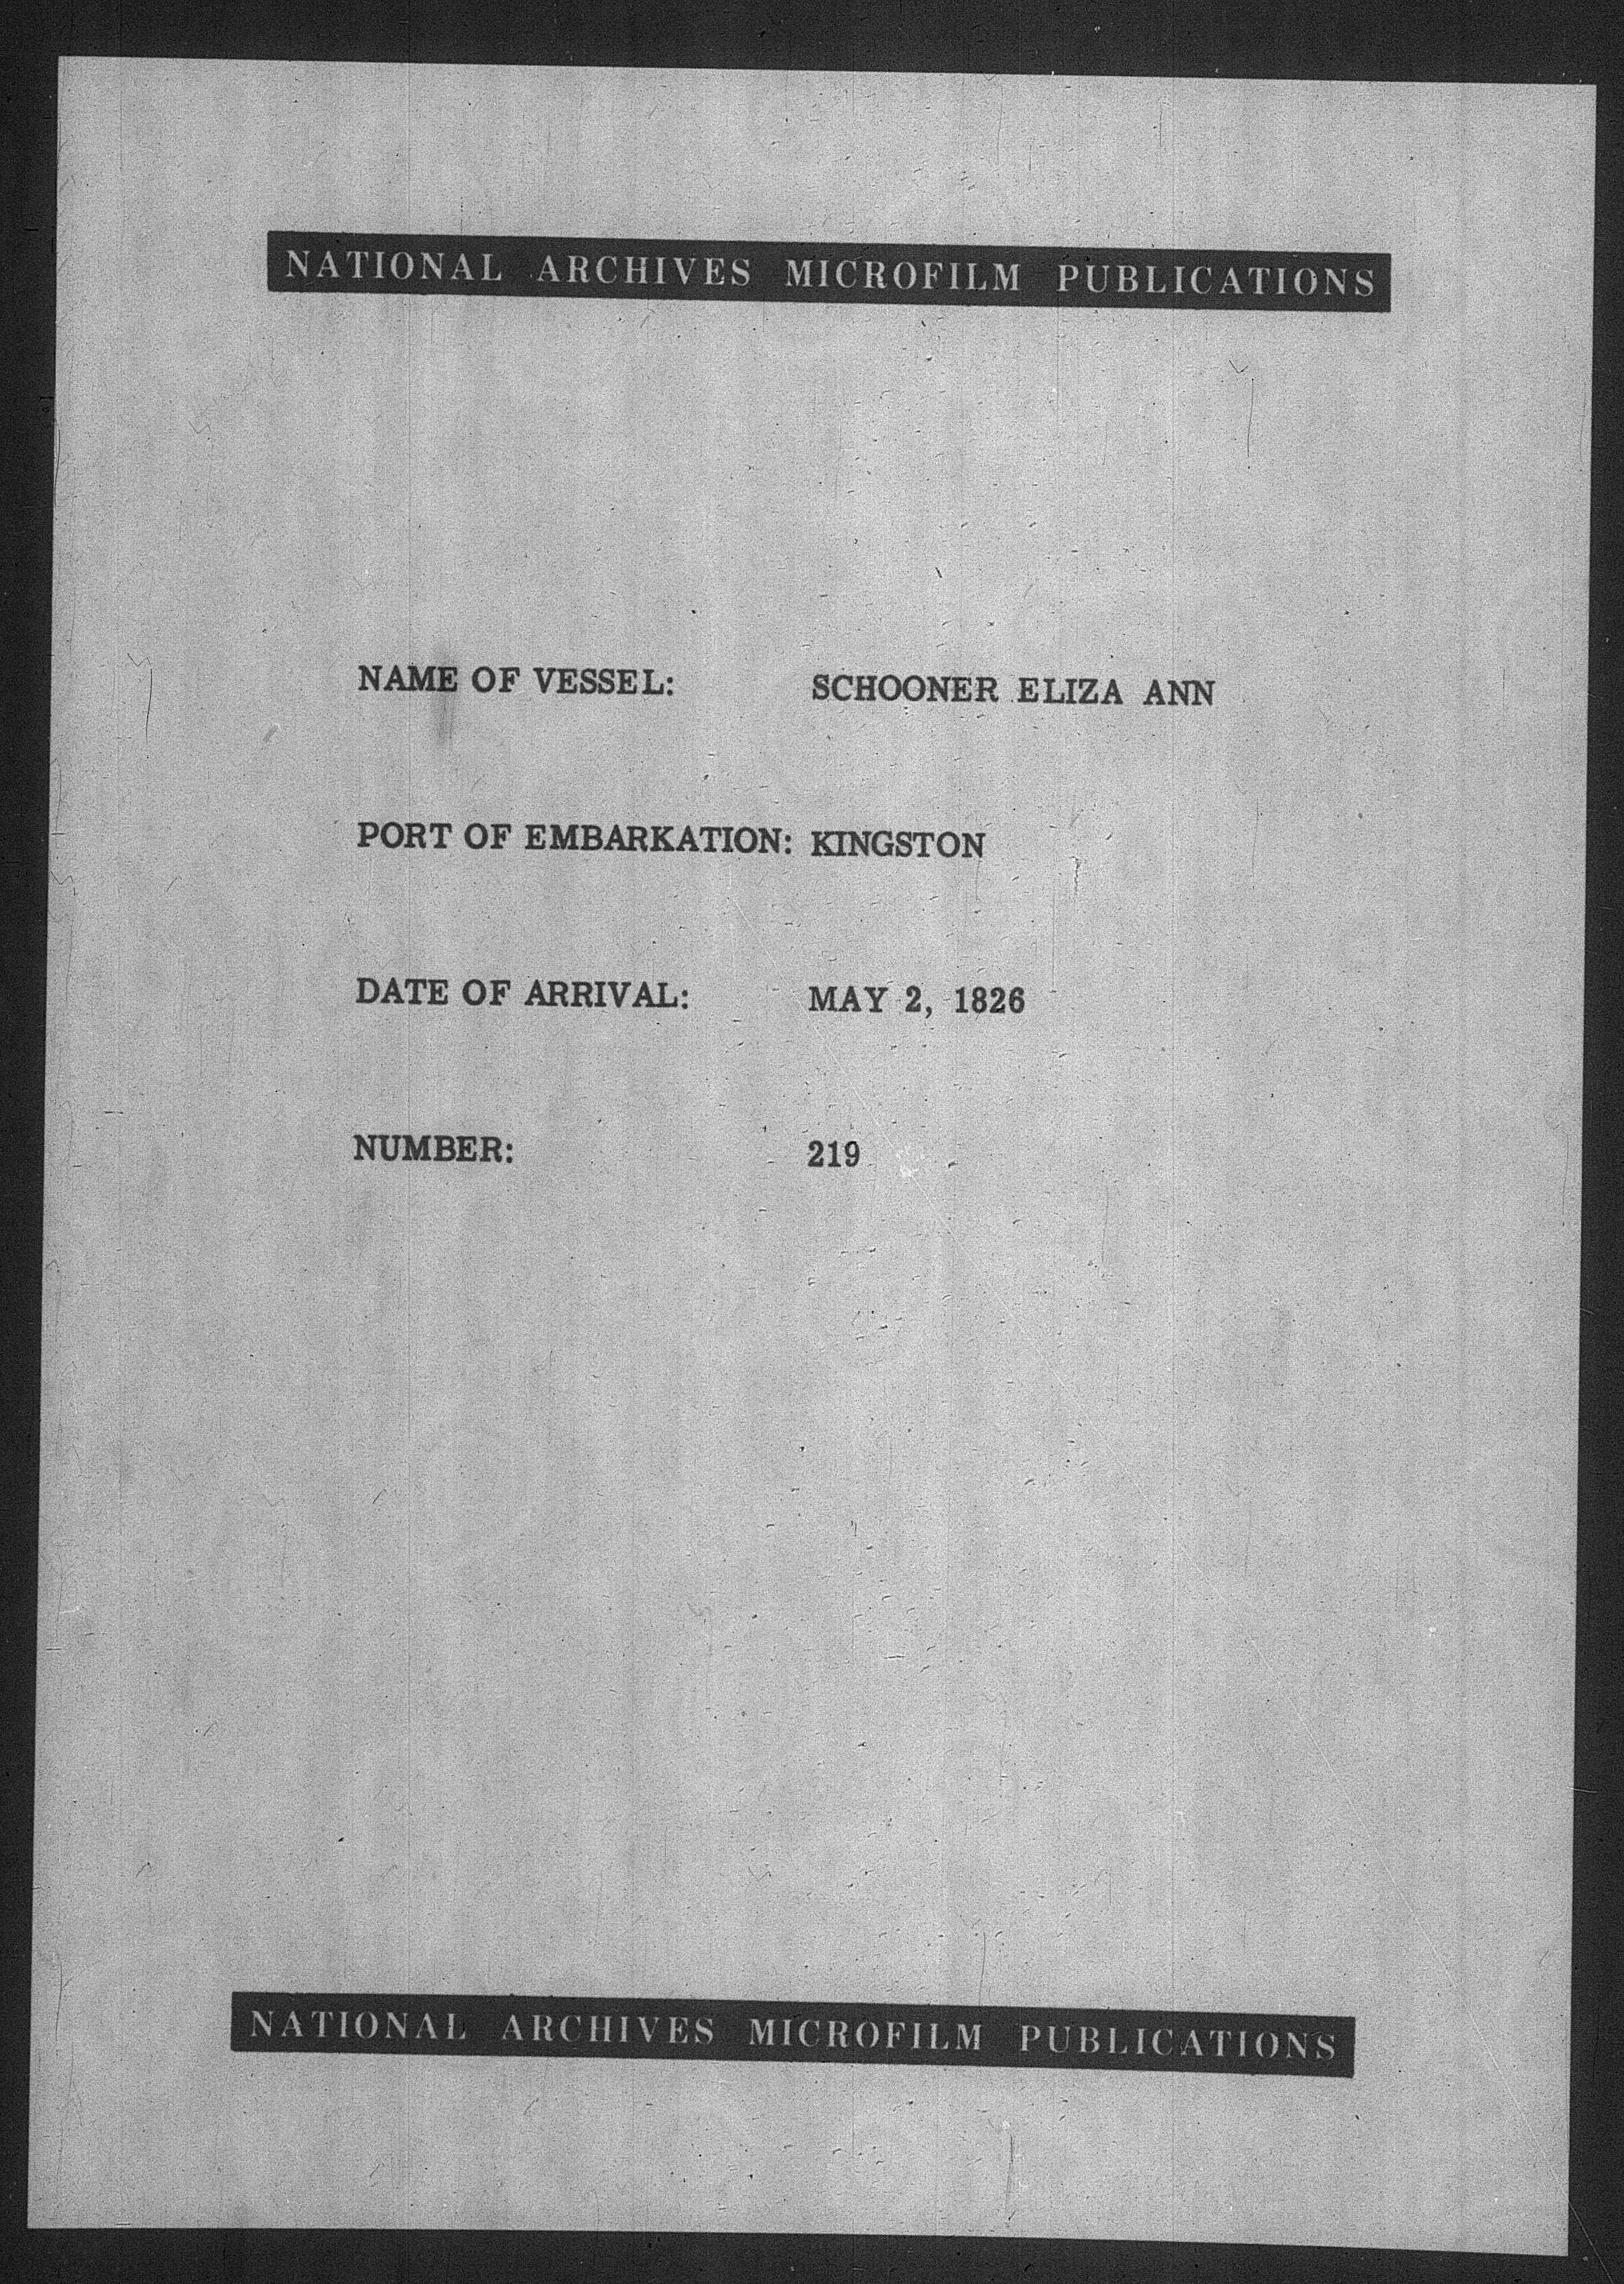 NATIONAL ARCHIVES MICROFILM PUBLICATIONS
NAME OF VESSEL: SCHOONER ELIZA ANN
PORT OF EMBARKATION: KINGSTON
DATE OF ARRIVAL: MAY 2, 1826
NUMBER: 219
NATIONAL ARCHIVES MICROFILM PUBLICATIONS